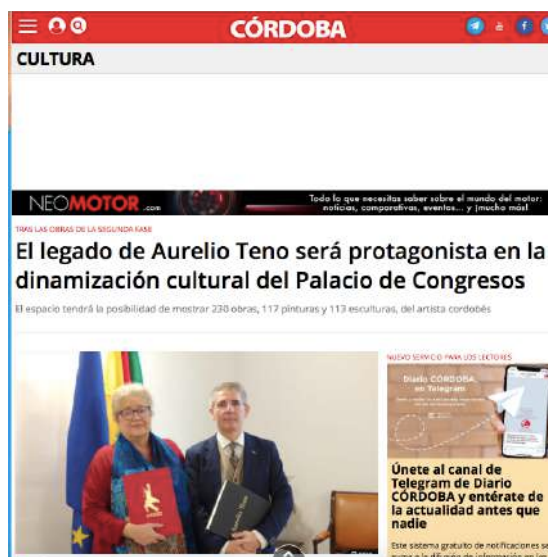 CÓRDOBA
CULTURA
NEOMOTOR.com
Todo lo que necesitas saber sobre el mundo del motor:
noticias, comparativas, eventos... y ¡mucho más!
TRAS LAS OBRAS DE LA SEGUNDA FASE
El legado de Aurelio Teno será protagonista en la
dinamización cultural del Palacio de Congresos
El espacio tendrá la posibilidad de mostrar 230 obras, 117 pinturas y 113 esculturas, del artista cordobés
NUEVO SERVICIO PARA LOS LECTORES
Diario CÓRDOBA,
en Telegram
Únete al canal de
Telegram de Diario
CÓRDOBA y entérate de
la actualidad antes que
nadie
Este sistema gratuito de notificaciones se